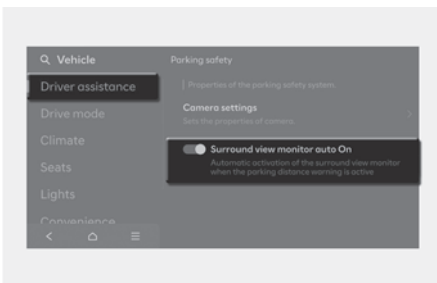 Vehicle
Parking safety
Driver assistance
Properties of the parking safety system.
Drive mode
Camera settings
Sets the properties of camera.
Climate
Surround view monitor auto On
Automatic activation of the surround view monitor
when the parking distance warning is active
Seats
Lights
Convenience